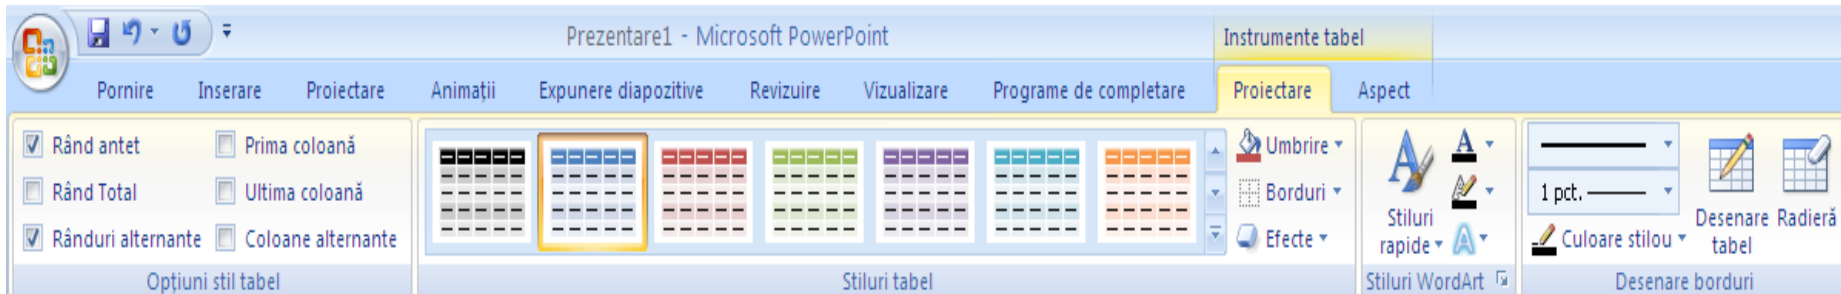 Prezentare1 - Microsoft PowerPoint
Instrumente tabel
Pornire Inserare Proiectare Animații Expunere diapozitive Revizuire Vizualizare Programe de completare Proiectare Aspect
Rând antet Prima coloană
Rând Total Ultima coloană
Rânduri alternante Coloane alternante
Opțiuni stil tabel
Umbrire
Borduri
Efecte
Stiluri tabel
A A
Stiluri rapide A
Stiluri WordArt
1 pct.
Culoare stilou
Desenare tabel
Radieră
Desenare borduri